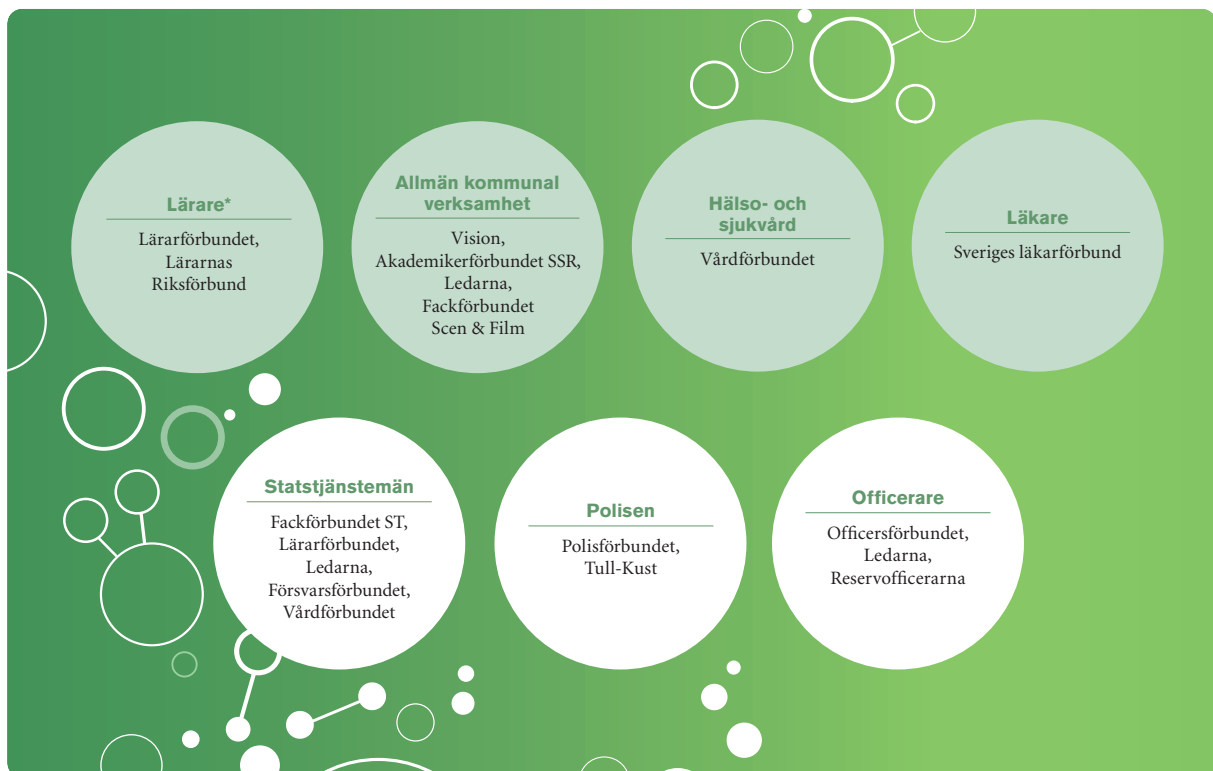 Lärare*
Lärarförbundet,
Lärarnas
Riksförbund
Allmän kommunal
verksamhet
Vision,
Akademikerförbundet SSR,
Ledarna,
Fackförbundet
Scen & Film
Hälso- och
sjukvård
Vårdförbundet
Läkare
Sveriges läkarförbund
Statstjänstemän
Fackförbundet ST,
Lärarförbundet,
Ledarna,
Försvarsförbundet,
Vårdförbundet
Polisen
Polisförbundet,
Tull-Kust
Officerare
Officersförbundet,
Ledarna,
Reservofficerarna